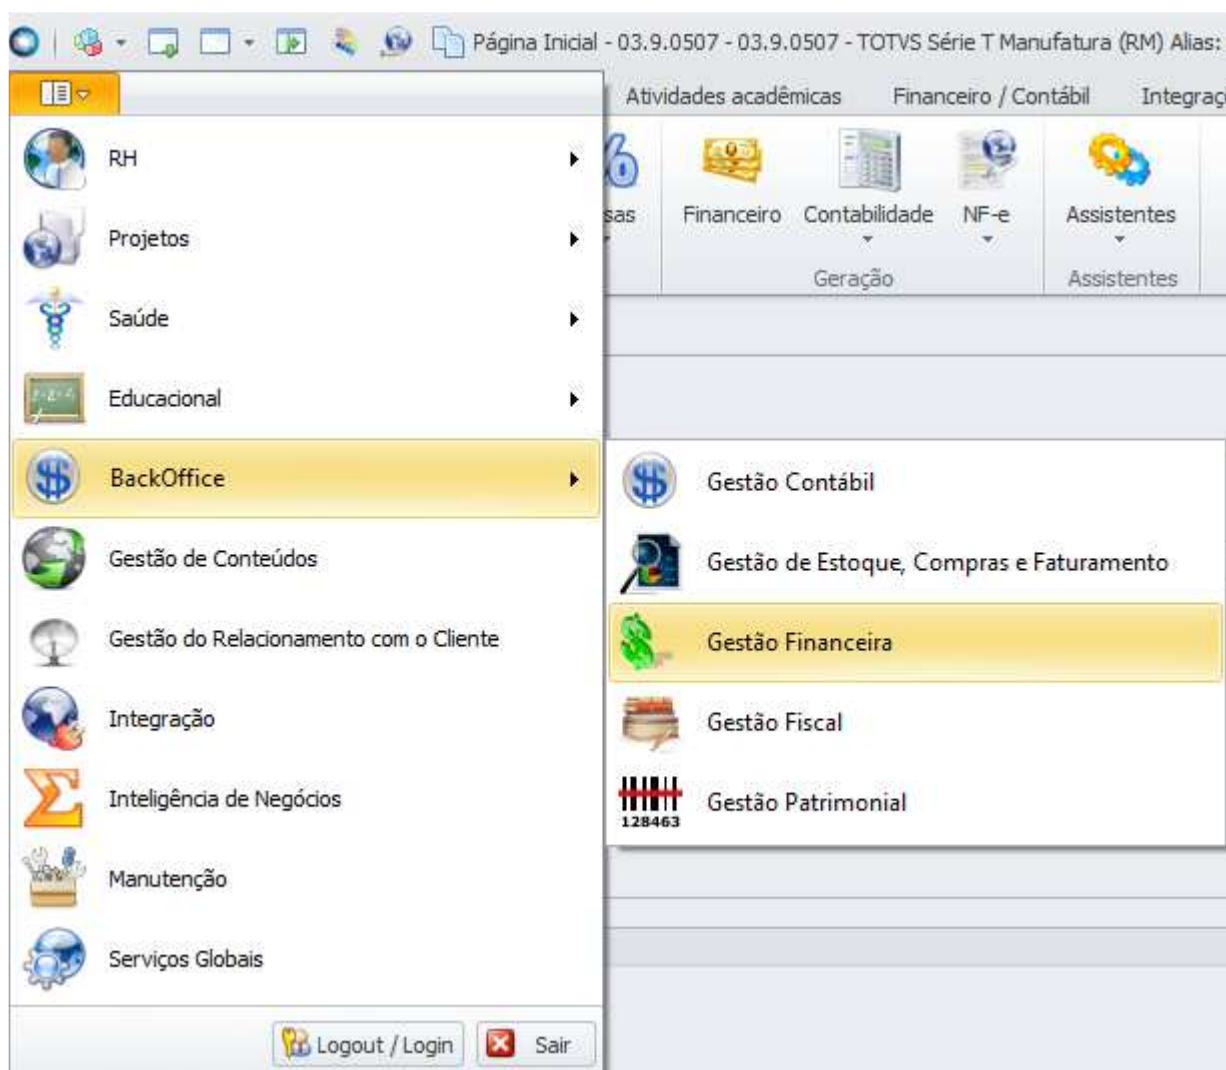 Página Inicial - 03.9.0507 - 03.9.0507 - TOTVS Série T Manufatura (RM) Alias:
Atividades acadêmicas Financeiro / Contábil
Financeiro Contabilidade NF-e Assistentes
Geração Assistentes
RH
Projetos
Saúde
Educacional
BackOffice
Gestão de Conteúdos
Gestão do Relacionamento com o Cliente
Integração
Inteligência de Negócios
Manutenção
Serviços Globais
Gestão Contábil
Gestão de Estoque, Compras e Faturamento
Gestão Financeira
Gestão Fiscal
Gestão Patrimonial
128463
Logout / Login Sair